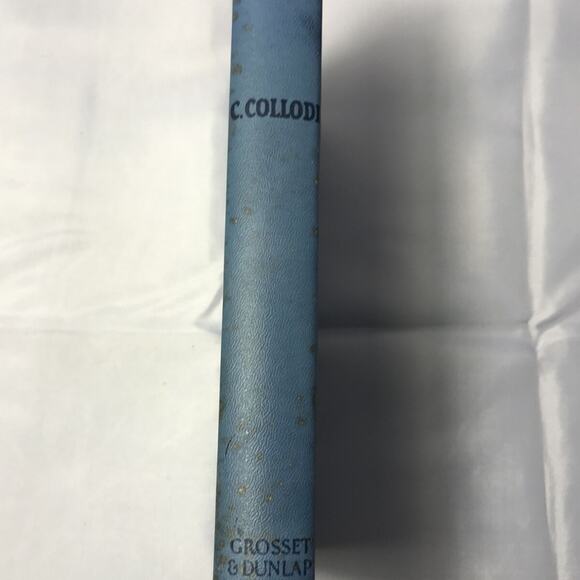 C. COLLODI
GROSSET
& DUNLAP